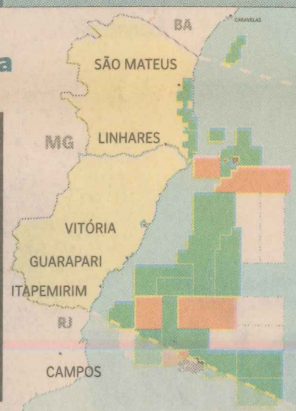 CARAVELAS
BA
a
SÃO MATEUS
MG
LINHARES
VITÓRIA
GUARAPARI
ITAPEMIRIM
RJ
CAMPOS